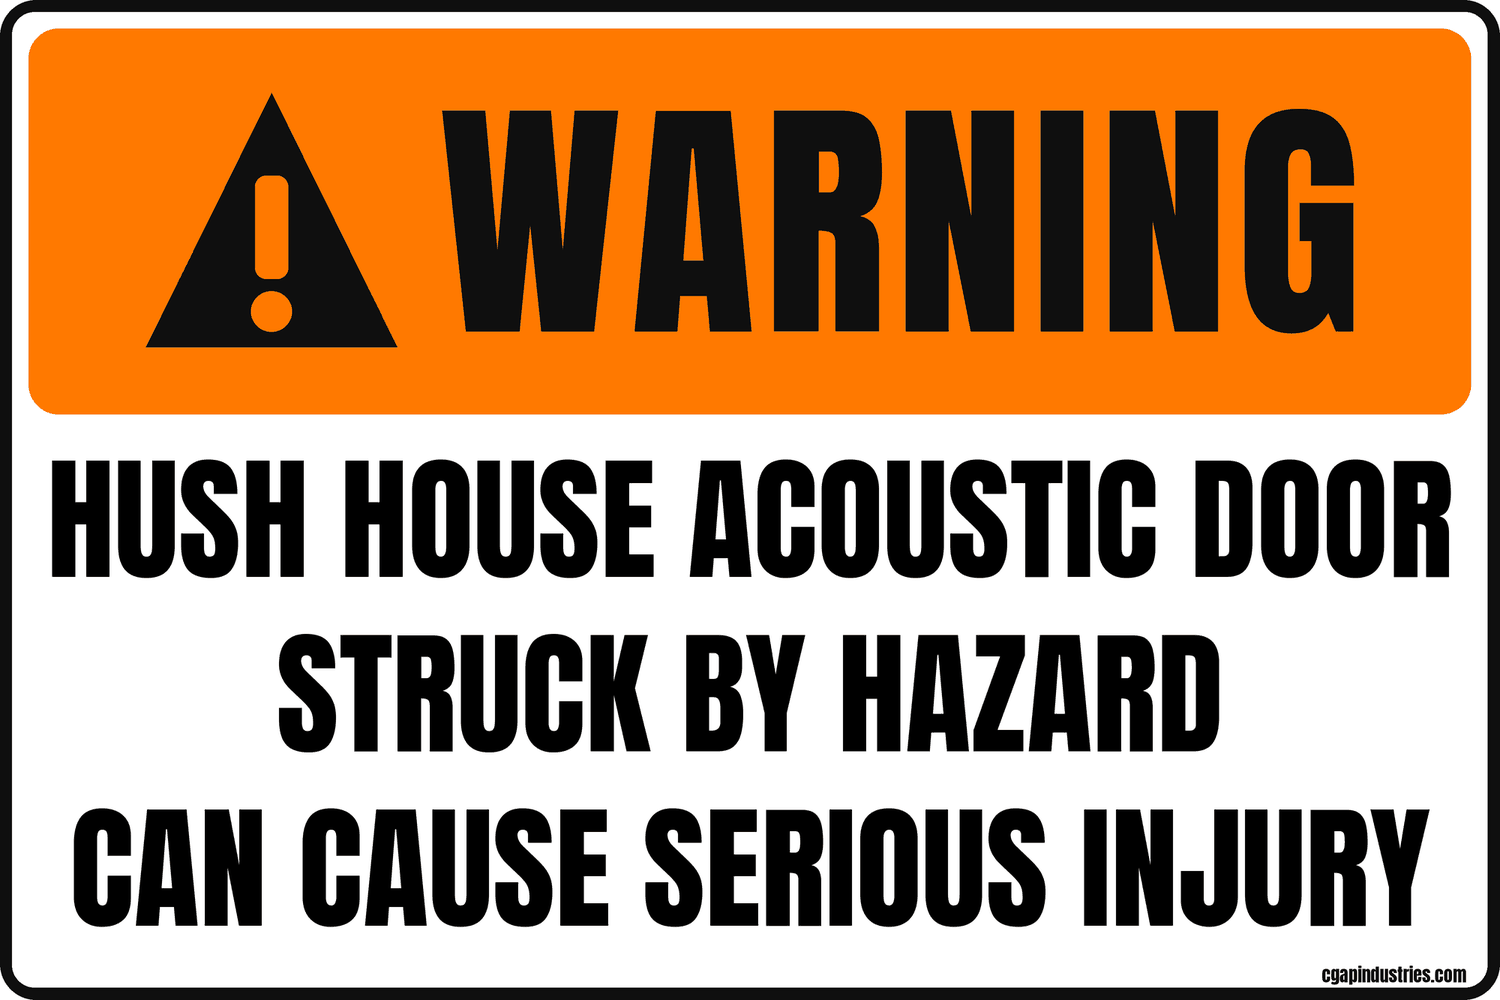 WARNING
HUSH HOUSE ACOUSTIC DOOR
STRUCK BY HAZARD
CAN CAUSE SERIOUS INJURY
cgapindustries.com